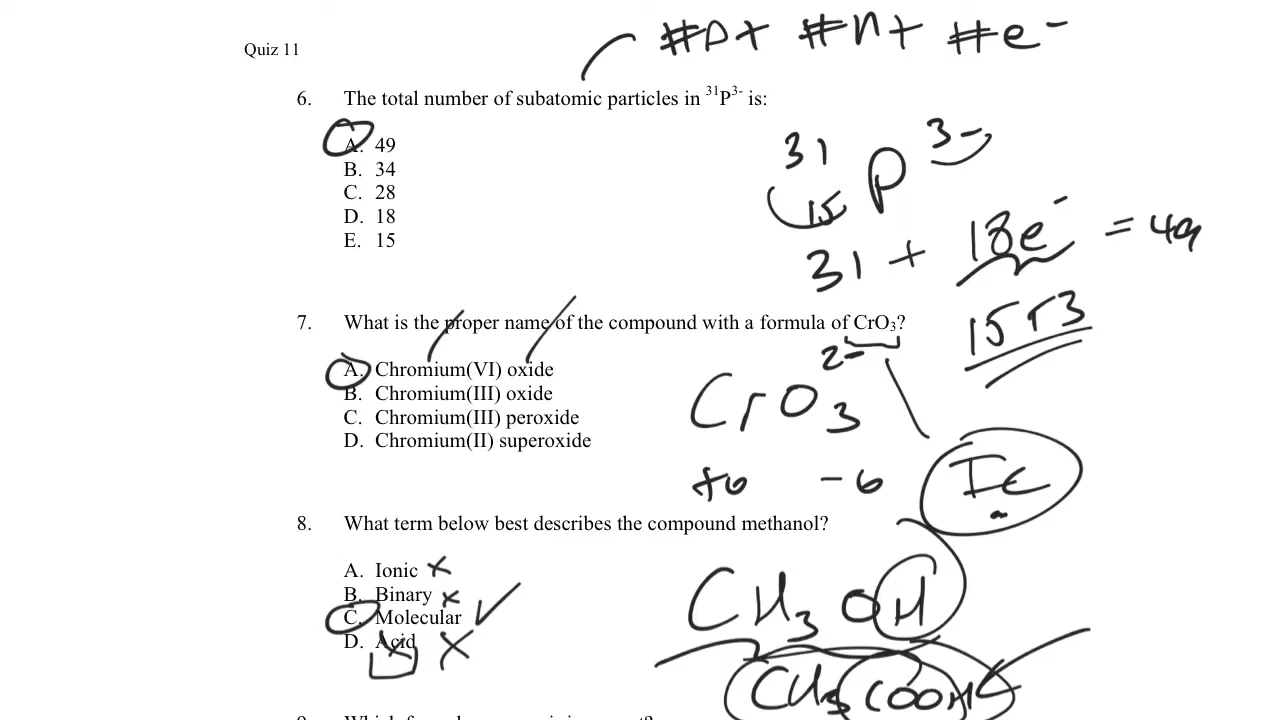 #p+ #n+ #e-
Quiz 11
6. The total number of subatomic particles in ³¹P³⁻ is:
A. 49
B. 34
C. 28
D. 18
E. 15
31 P 3-
15
31 + 18e- = 49
15+3
7. What is the proper name of the compound with a formula of CrO₃?
A. Chromium(VI) oxide
B. Chromium(III) oxide
C. Chromium(III) peroxide
D. Chromium(II) superoxide
2-
CrO3
+6 -6
8. What term below best describes the compound methanol?
A. Ionic
B. Binary
C. Molecular
D. Acid
CH3OH
CH3COOH